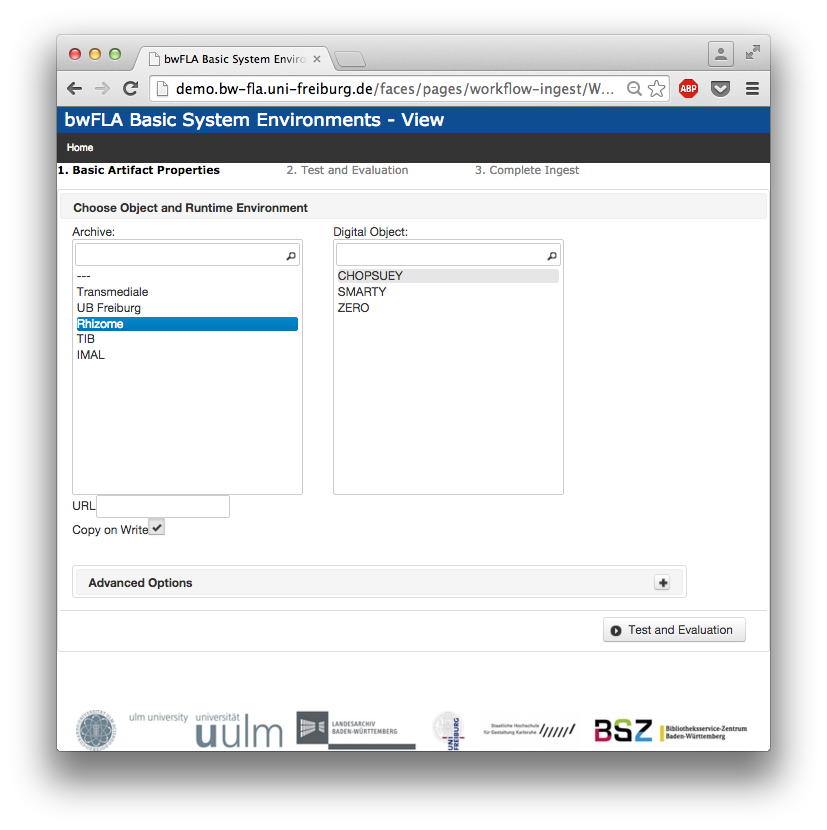 bwFLA Basic System Enviro
demo.bw-fla.uni-freiburg.de/faces/pages/workflow-ingest/W...
ABP
bwFLA Basic System Environments - View
Home
1. Basic Artifact Properties 2. Test and Evaluation 3. Complete Ingest
Choose Object and Runtime Environment
Archive: Digital Object:
--- CHOPSUEY
Transmediale SMARTY
UB Freiburg ZERO
Rhizome
TIB
IMAL
URL
Copy on Write
Advanced Options
Test and Evaluation
ulm university universität
uulm
LANDESARCHIV
BADEN-WÜRTTEMBERG
UNI
FREIBURG
Staatliche Hochschule
für Gestaltung Karlsruhe
BSZ
Bibliotheksservice-Zentrum
Baden-Württemberg